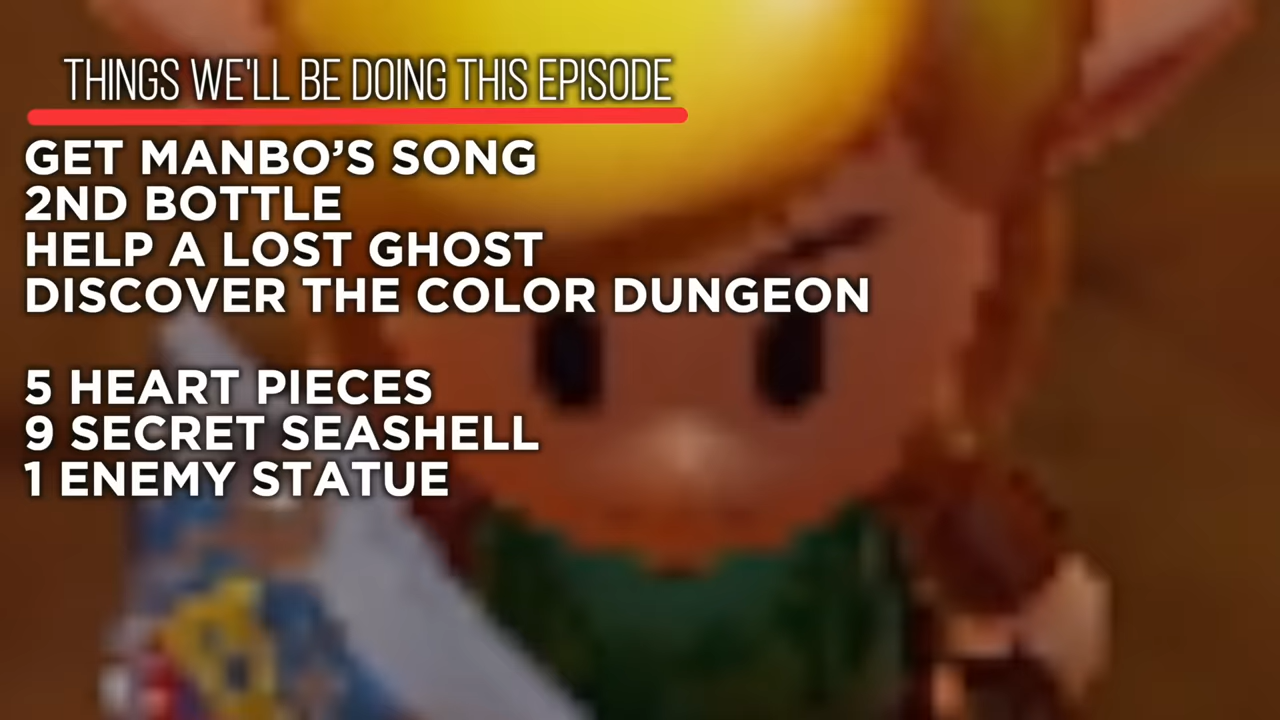 THINGS WE'LL BE DOING THIS EPISODE
GET MANBO’S SONG
2ND BOTTLE
HELP A LOST GHOST
DISCOVER THE COLOR DUNGEON
5 HEART PIECES
9 SECRET SEASHELL
1 ENEMY STATUE